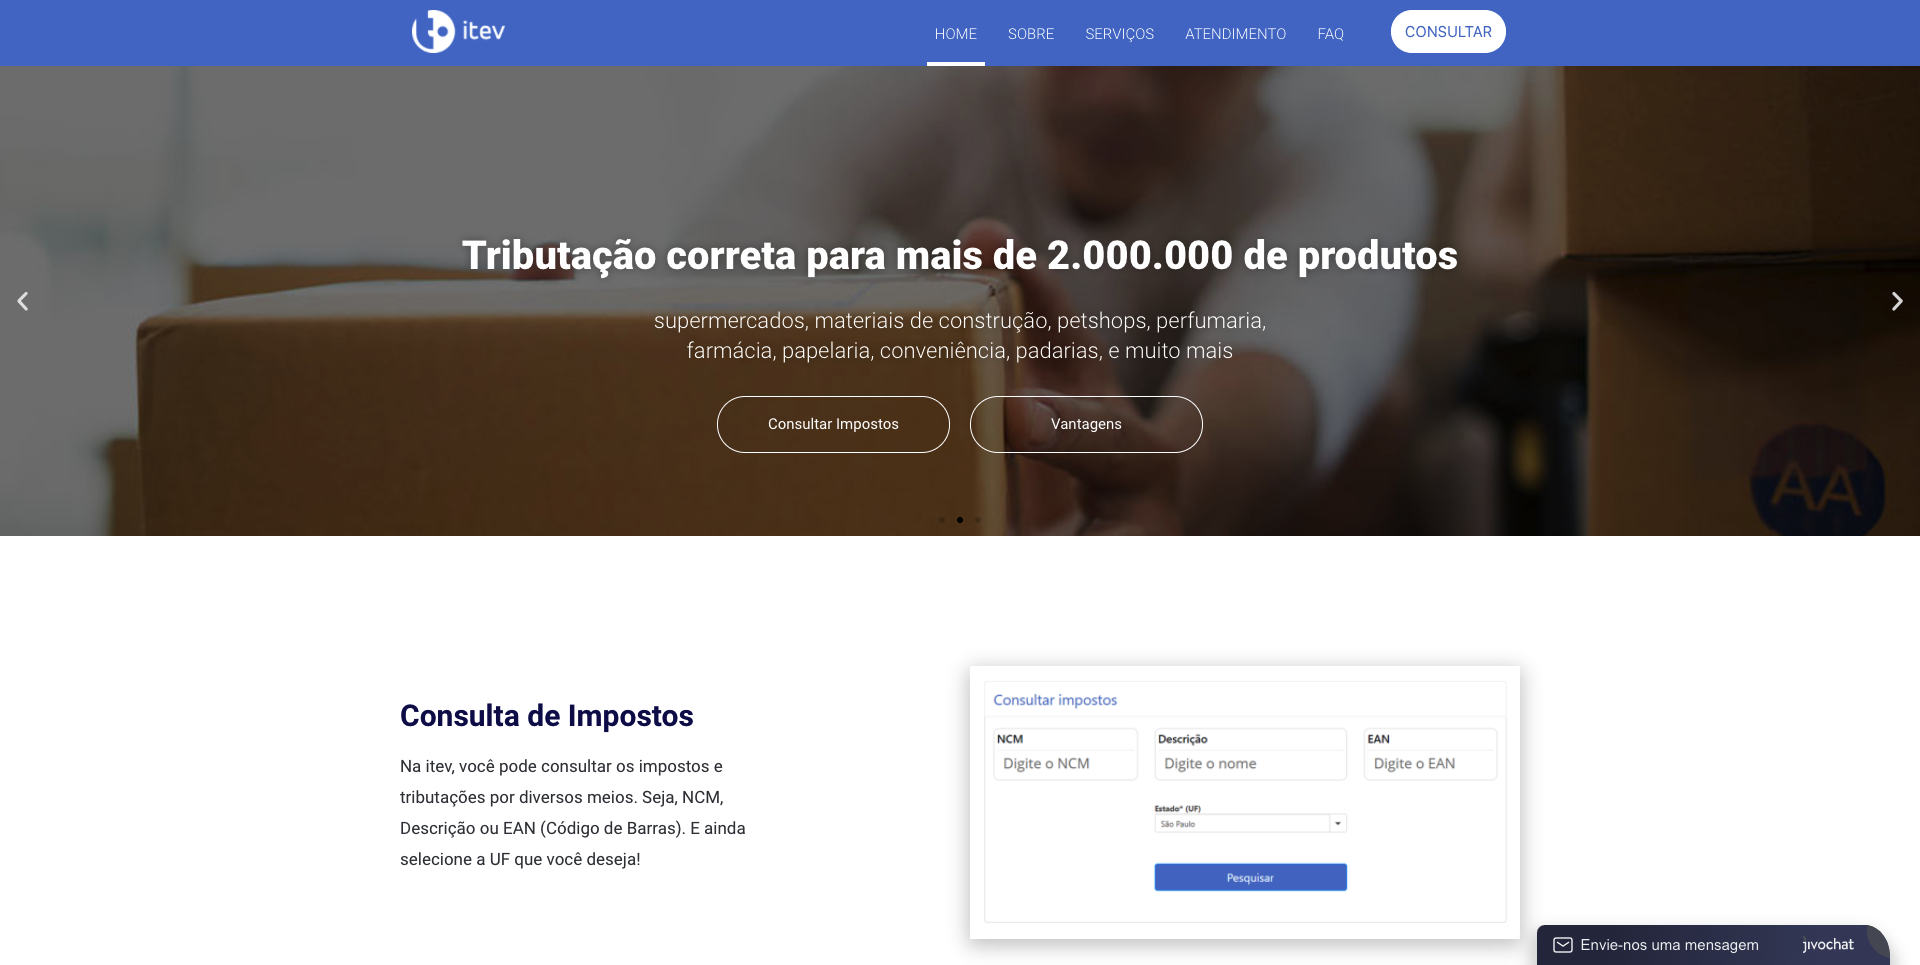 itev
HOME
SOBRE
SERVIÇOS
ATENDIMENTO
FAQ
CONSULTAR
Tributação correta para mais de 2.000.000 de produtos
supermercados, materiais de construção, petshops, perfumaria,
farmácia, papelaria, conveniência, padarias, e muito mais
Consultar Impostos
Vantagens
AA
Consulta de Impostos
Na itev, você pode consultar os impostos e
tributações por diversos meios. Seja, NCM,
Descrição ou EAN (Código de Barras). E ainda
selecione a UF que você deseja!
Consultar impostos
NCM
Digite o NCM
Descrição
Digite o nome
EAN
Digite o EAN
Estado* (UF)
São Paulo
Pesquisar
Envie-nos uma mensagem
jivochat